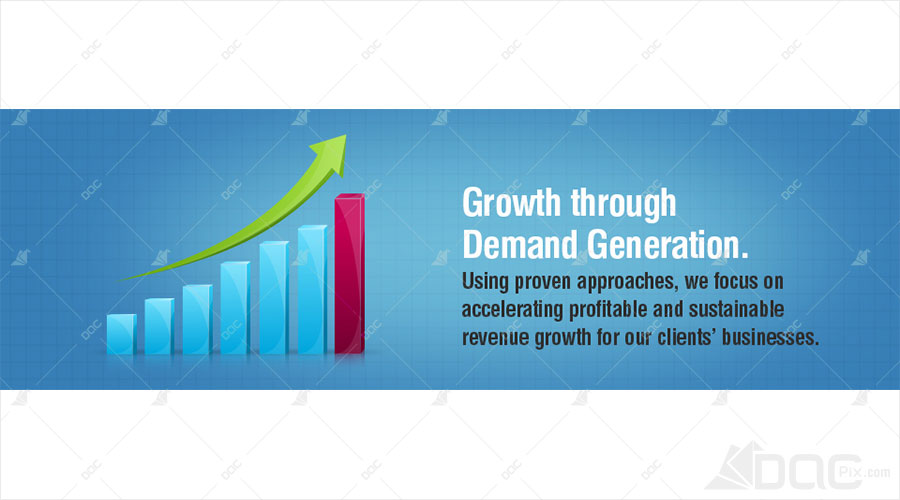 Growth through
Demand Generation.
Using proven approaches, we focus on
accelerating profitable and sustainable
revenue growth for our clients' businesses.
DAC
Pix.com